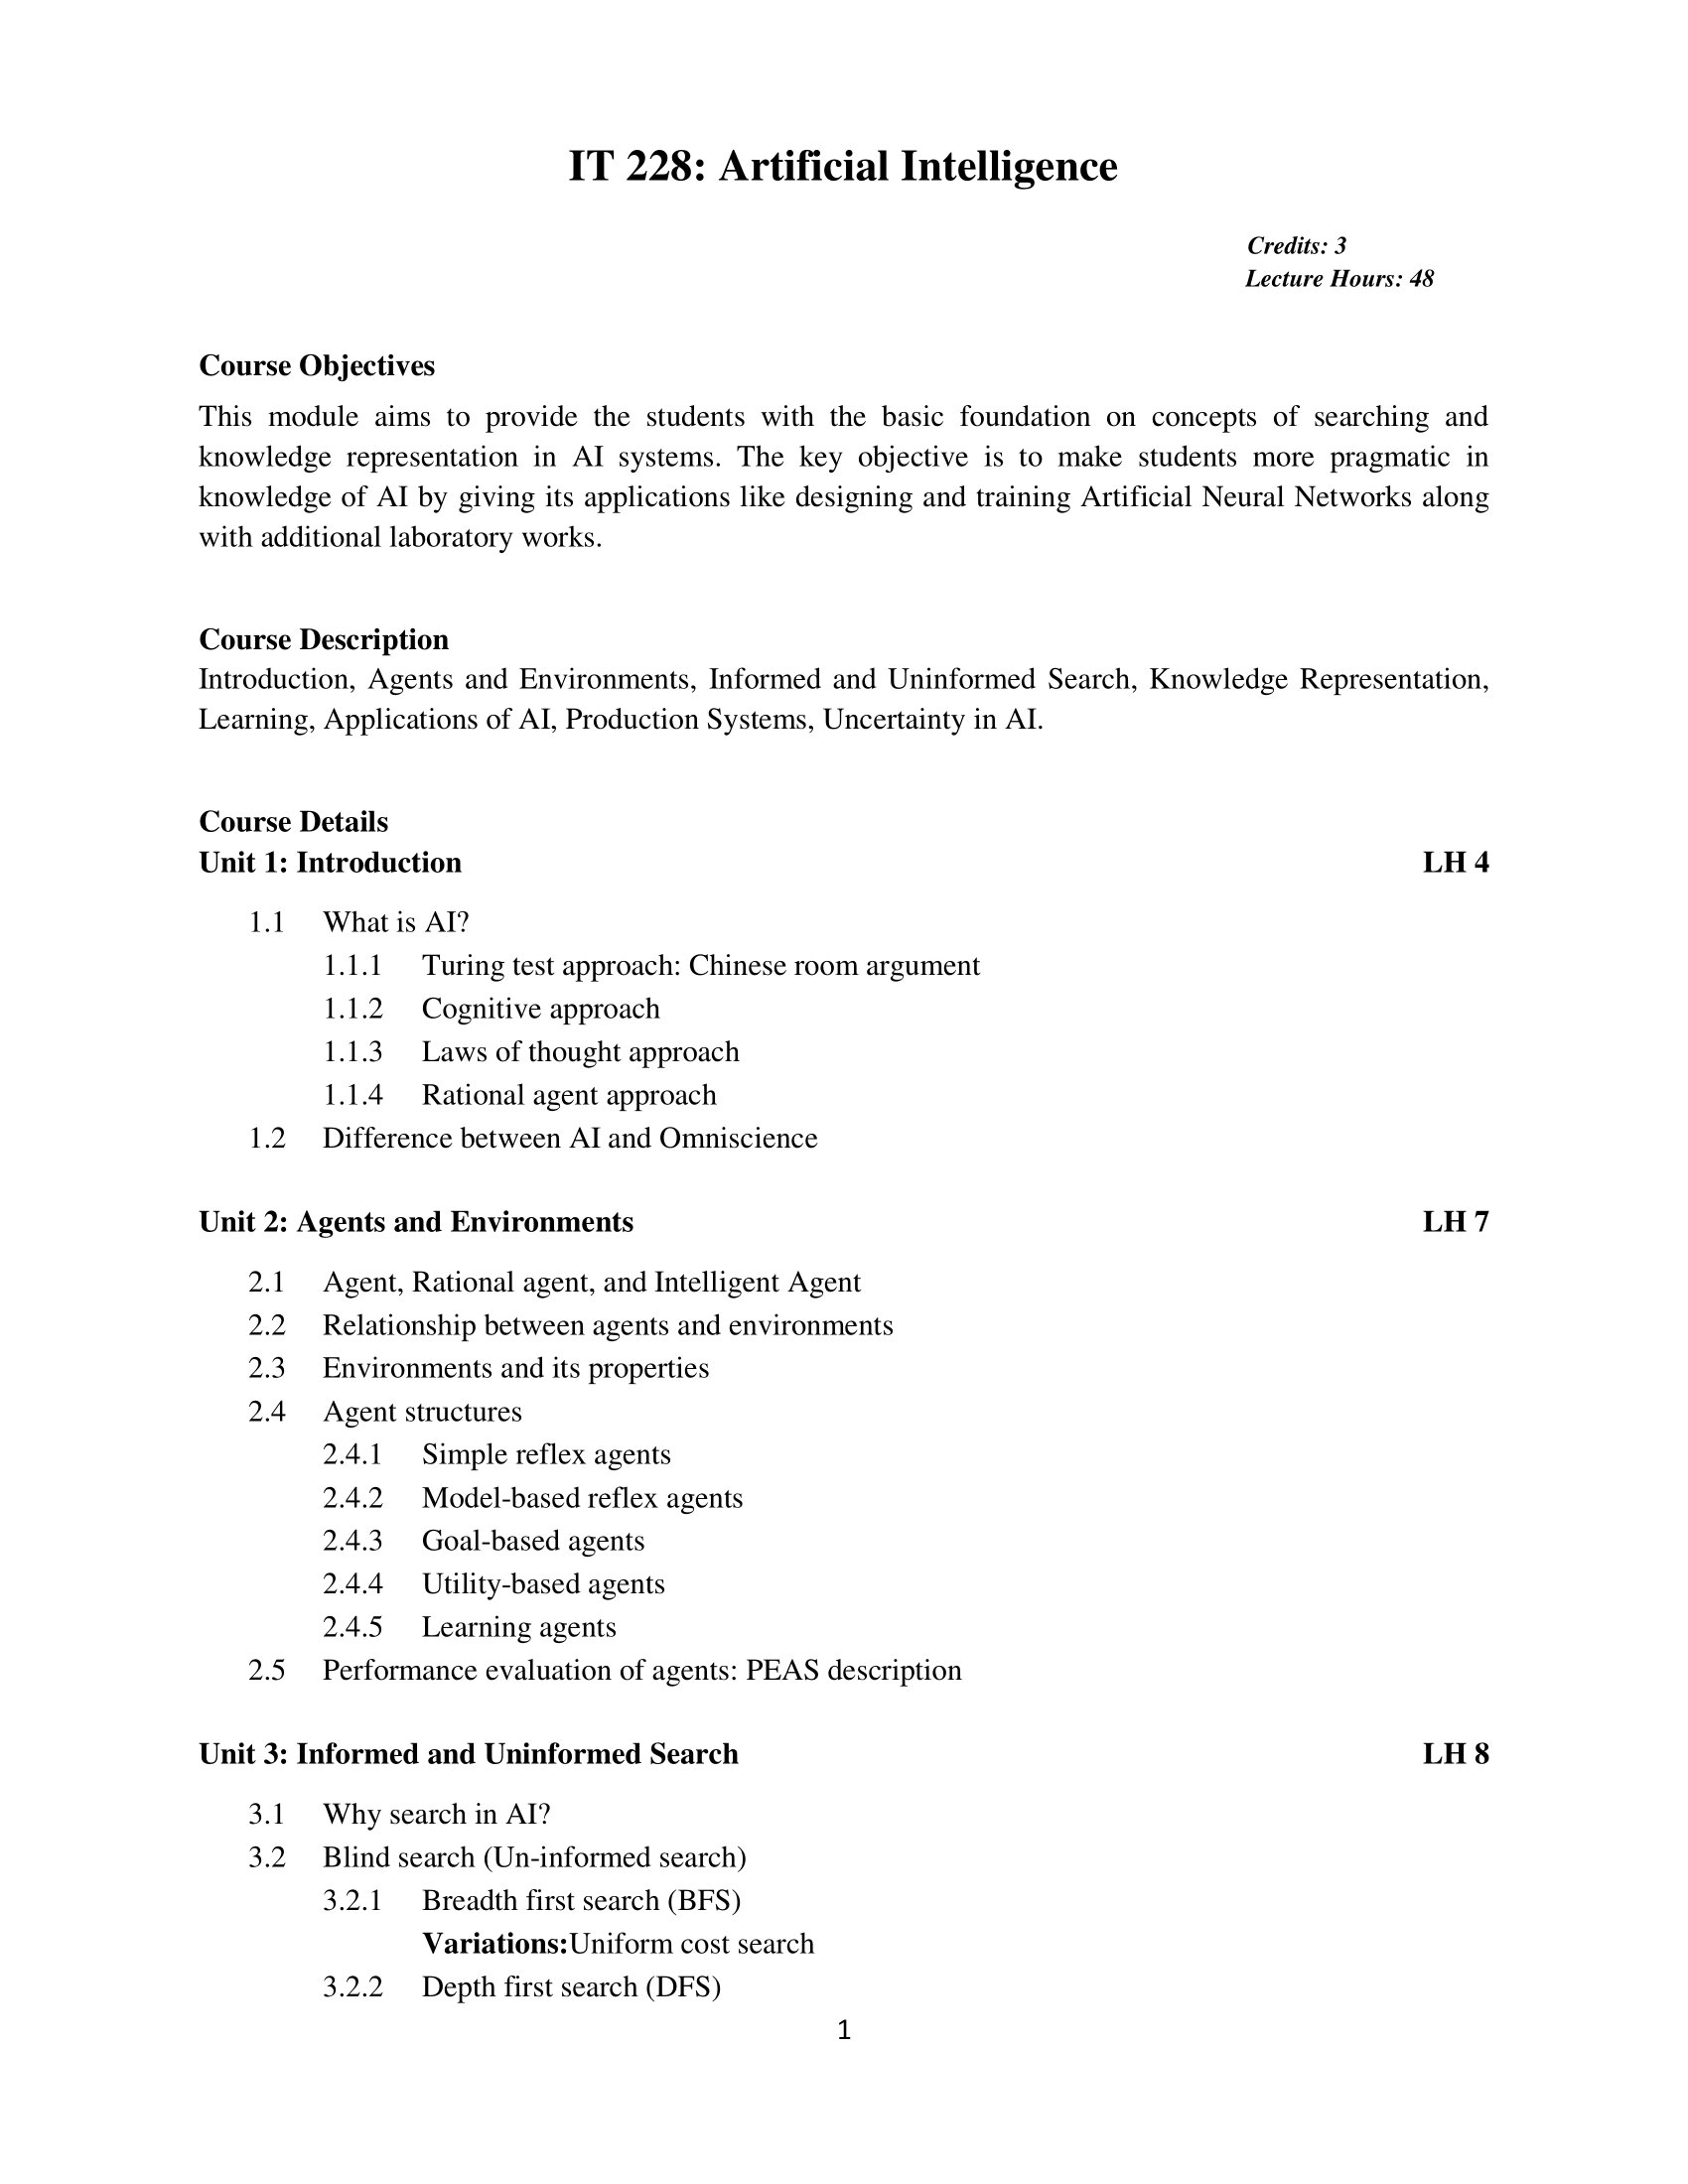 IT 228: Artificial Intelligence
Credits: 3
Lecture Hours: 48
Course Objectives
This module aims to provide the students with the basic foundation on concepts of searching and
knowledge representation in AI systems. The key objective is to make students more pragmatic in
knowledge of AI by giving its applications like designing and training Artificial Neural Networks along
with additional laboratory works.
Course Description
Introduction, Agents and Environments, Informed and Uninformed Search, Knowledge Representation,
Learning, Applications of AI, Production Systems, Uncertainty in AI.
Course Details
Unit 1: Introduction LH 4
1.1 What is AI?
1.1.1 Turing test approach: Chinese room argument
1.1.2 Cognitive approach
1.1.3 Laws of thought approach
1.1.4 Rational agent approach
1.2 Difference between AI and Omniscience
Unit 2: Agents and Environments LH 7
2.1 Agent, Rational agent, and Intelligent Agent
2.2 Relationship between agents and environments
2.3 Environments and its properties
2.4 Agent structures
2.4.1 Simple reflex agents
2.4.2 Model-based reflex agents
2.4.3 Goal-based agents
2.4.4 Utility-based agents
2.4.5 Learning agents
2.5 Performance evaluation of agents: PEAS description
Unit 3: Informed and Uninformed Search LH 8
3.1 Why search in AI?
3.2 Blind search (Un-informed search)
3.2.1 Breadth first search (BFS)
Variations:Uniform cost search
3.2.2 Depth first search (DFS)
1